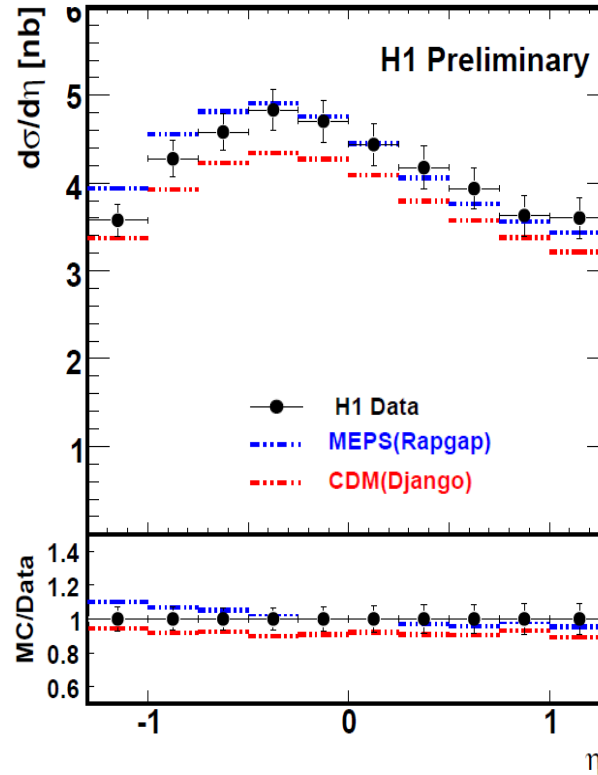 dσ/dη [nb]
6
H1 Preliminary
5
4
3
2
1
H1 Data
MEPS(Rapgap)
CDM(Django)
MC/Data
1.4
1.2
1
0.8
0.6
-1
0
1
η